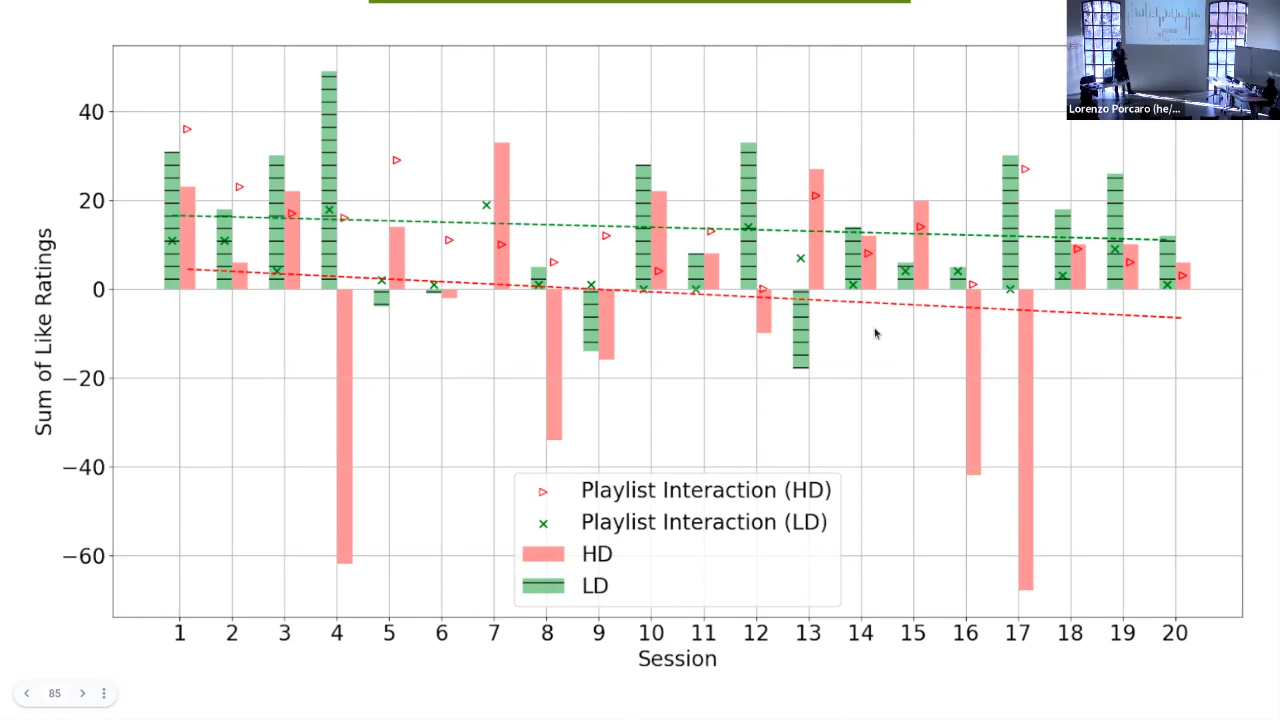 Lorenzo Porcaro (he/...
40
20
0
−20
−40
−60
Sum of Like Ratings
Playlist Interaction (HD)
Playlist Interaction (LD)
HD
LD
1 2 3 4 5 6 7 8 9 10 11 12 13 14 15 16 17 18 19 20
Session
85